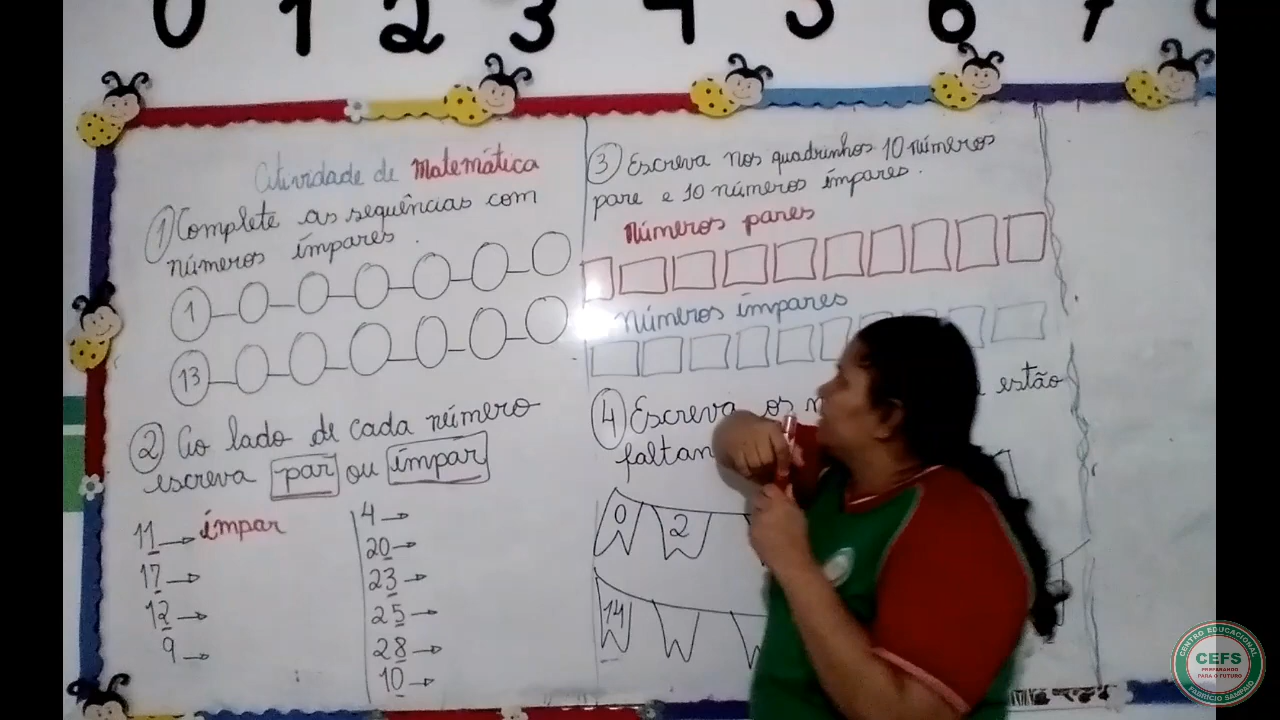 0 1 2 3 4 5 6 7
Atividade de Matemática
1 Complete as sequências com
números ímpares.
1
13
2 Ao lado de cada número
escreva par ou ímpar
11 → ímpar
17 →
12 →
9 →
4 →
20 →
23 →
25 →
28 →
10 →
3 Escreva nos quadrinhos 10 números
pare e 10 números ímpares.
Números pares
Números ímpares
4 Escreva os estão
0 2
14
CENTRO EDUCACIONAL
CEFS
PREPARANDO
PARA O FUTURO
FABRÍCIO SAMPAIO